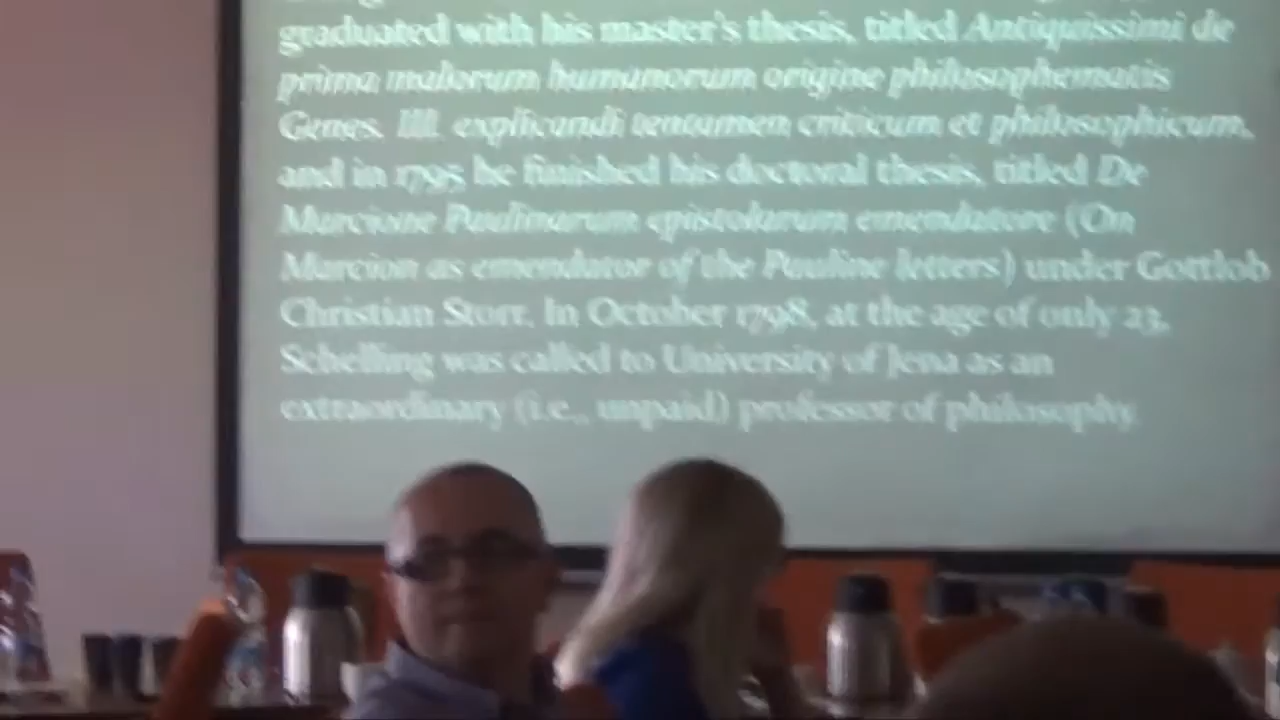 graduated with his master's thesis, titled Antiquissimi de
prima malorum humanorum origine philosophematis
Genes. III. explicandi tentamen criticum et philosophicum,
and in 1795 he finished his doctoral thesis, titled De
Marcione Paulinarum epistolarum emendatore (On
Marcion as emendator of the Pauline letters) under Gottlob
Christian Storr. In October 1798, at the age of only 23,
Schelling was called to University of Jena as an
extraordinary (i.e., unpaid) professor of philosophy.